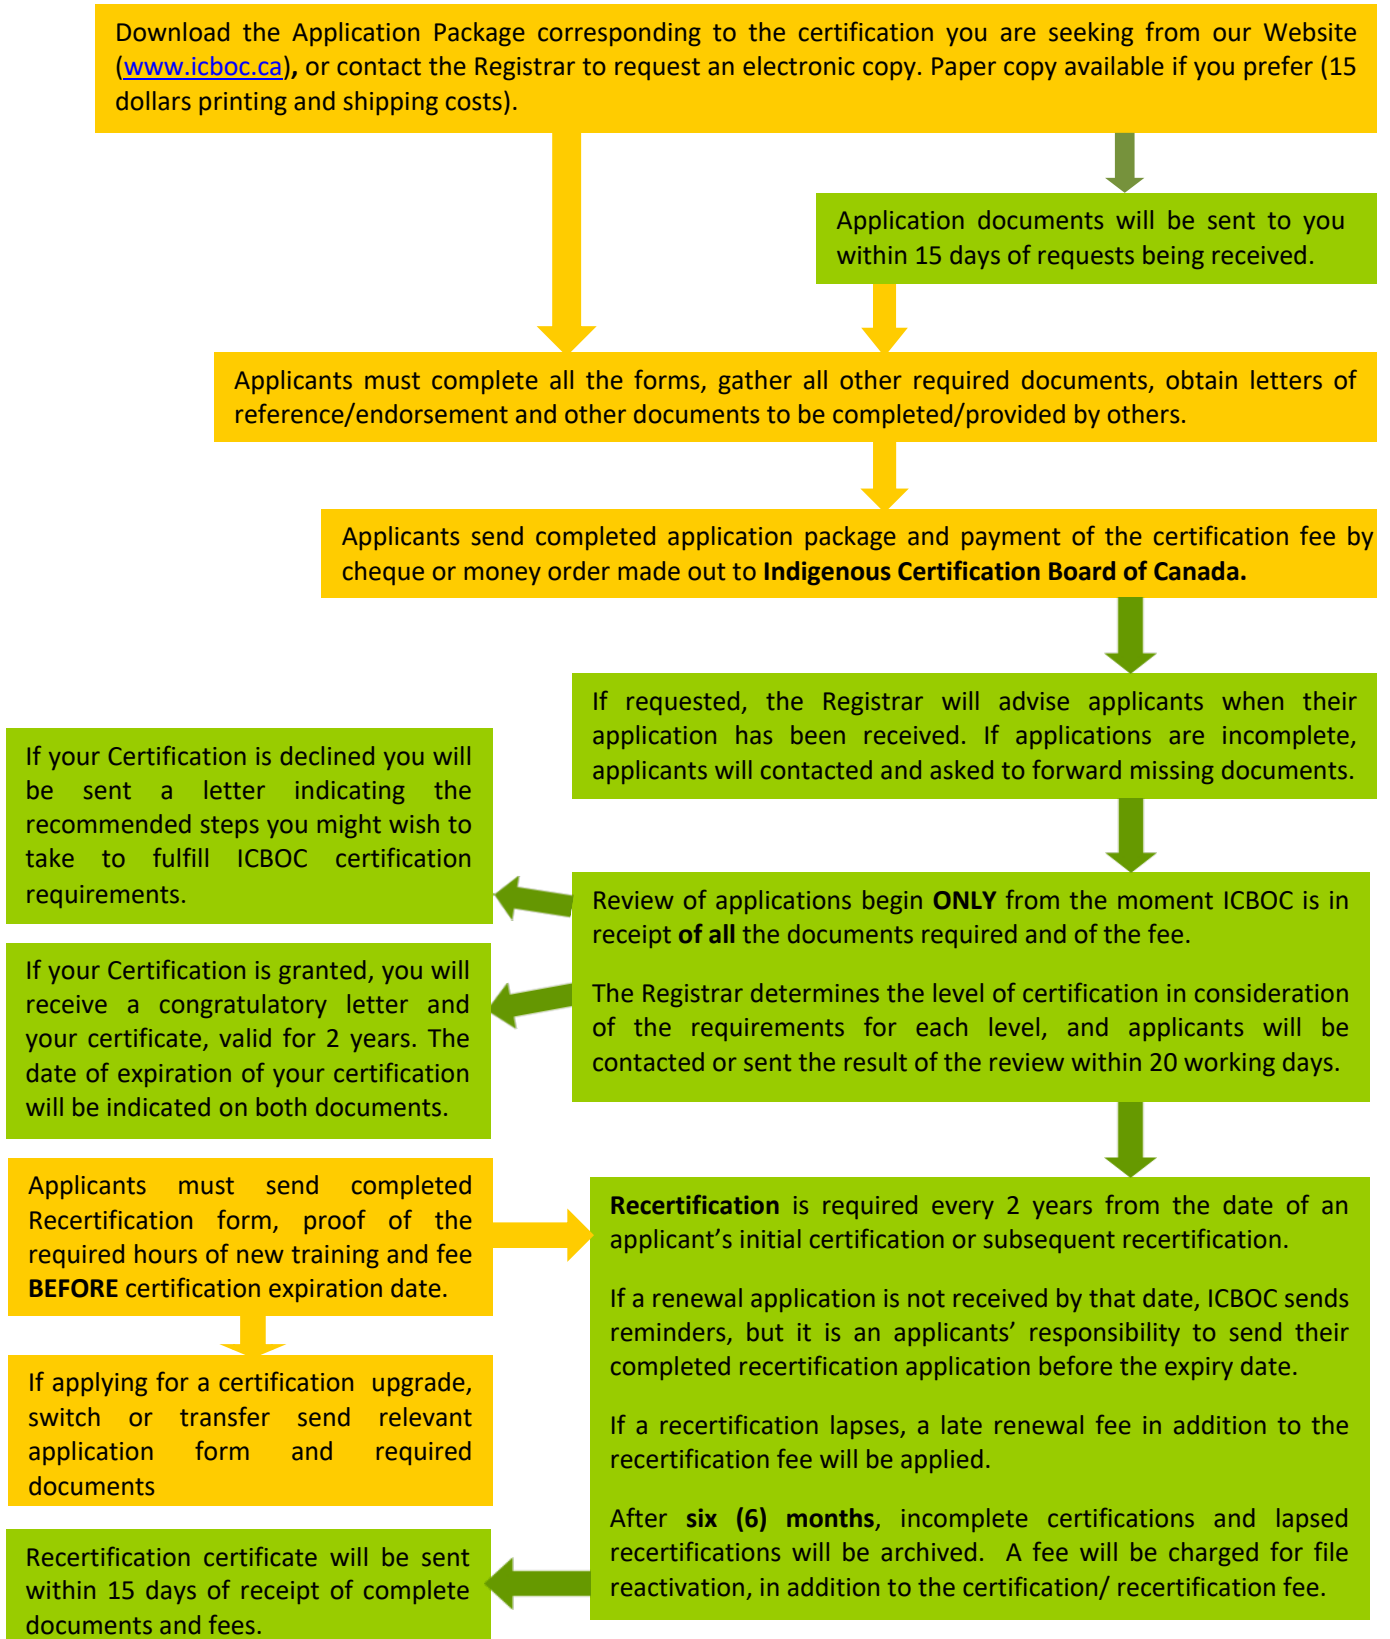 Download the Application Package corresponding to the certification you are seeking from our Website
(www.icboc.ca), or contact the Registrar to request an electronic copy. Paper copy available if you prefer (15
dollars printing and shipping costs).
Application documents will be sent to you
within 15 days of requests being received.
Applicants must complete all the forms, gather all other required documents, obtain letters of
reference/endorsement and other documents to be completed/provided by others.
Applicants send completed application package and payment of the certification fee by
cheque or money order made out to Indigenous Certification Board of Canada.
If requested, the Registrar will advise applicants when their
application has been received. If applications are incomplete,
applicants will contacted and asked to forward missing documents.
If your Certification is declined you will
be sent a letter indicating the
recommended steps you might wish to
take to fulfill ICBOC certification
requirements.
Review of applications begin ONLY from the moment ICBOC is in
receipt of all the documents required and of the fee.
The Registrar determines the level of certification in consideration
of the requirements for each level, and applicants will be
contacted or sent the result of the review within 20 working days.
If your Certification is granted, you will
receive a congratulatory letter and
your certificate, valid for 2 years. The
date of expiration of your certification
will be indicated on both documents.
Applicants must send completed
Recertification form, proof of the
required hours of new training and fee
BEFORE certification expiration date.
Recertification is required every 2 years from the date of an
applicant’s initial certification or subsequent recertification.
If a renewal application is not received by that date, ICBOC sends
reminders, but it is an applicants’ responsibility to send their
completed recertification application before the expiry date.
If a recertification lapses, a late renewal fee in addition to the
recertification fee will be applied.
After six (6) months, incomplete certifications and lapsed
recertifications will be archived. A fee will be charged for file
reactivation, in addition to the certification/ recertification fee.
If applying for a certification upgrade,
switch or transfer send relevant
application form and required
documents
Recertification certificate will be sent
within 15 days of receipt of complete
documents and fees.